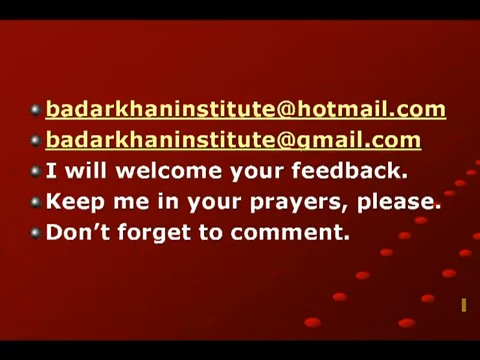 badarkhaninstitute@hotmail.com
badarkhaninstitute@gmail.com
I will welcome your feedback.
Keep me in your prayers, please.
Don’t forget to comment.